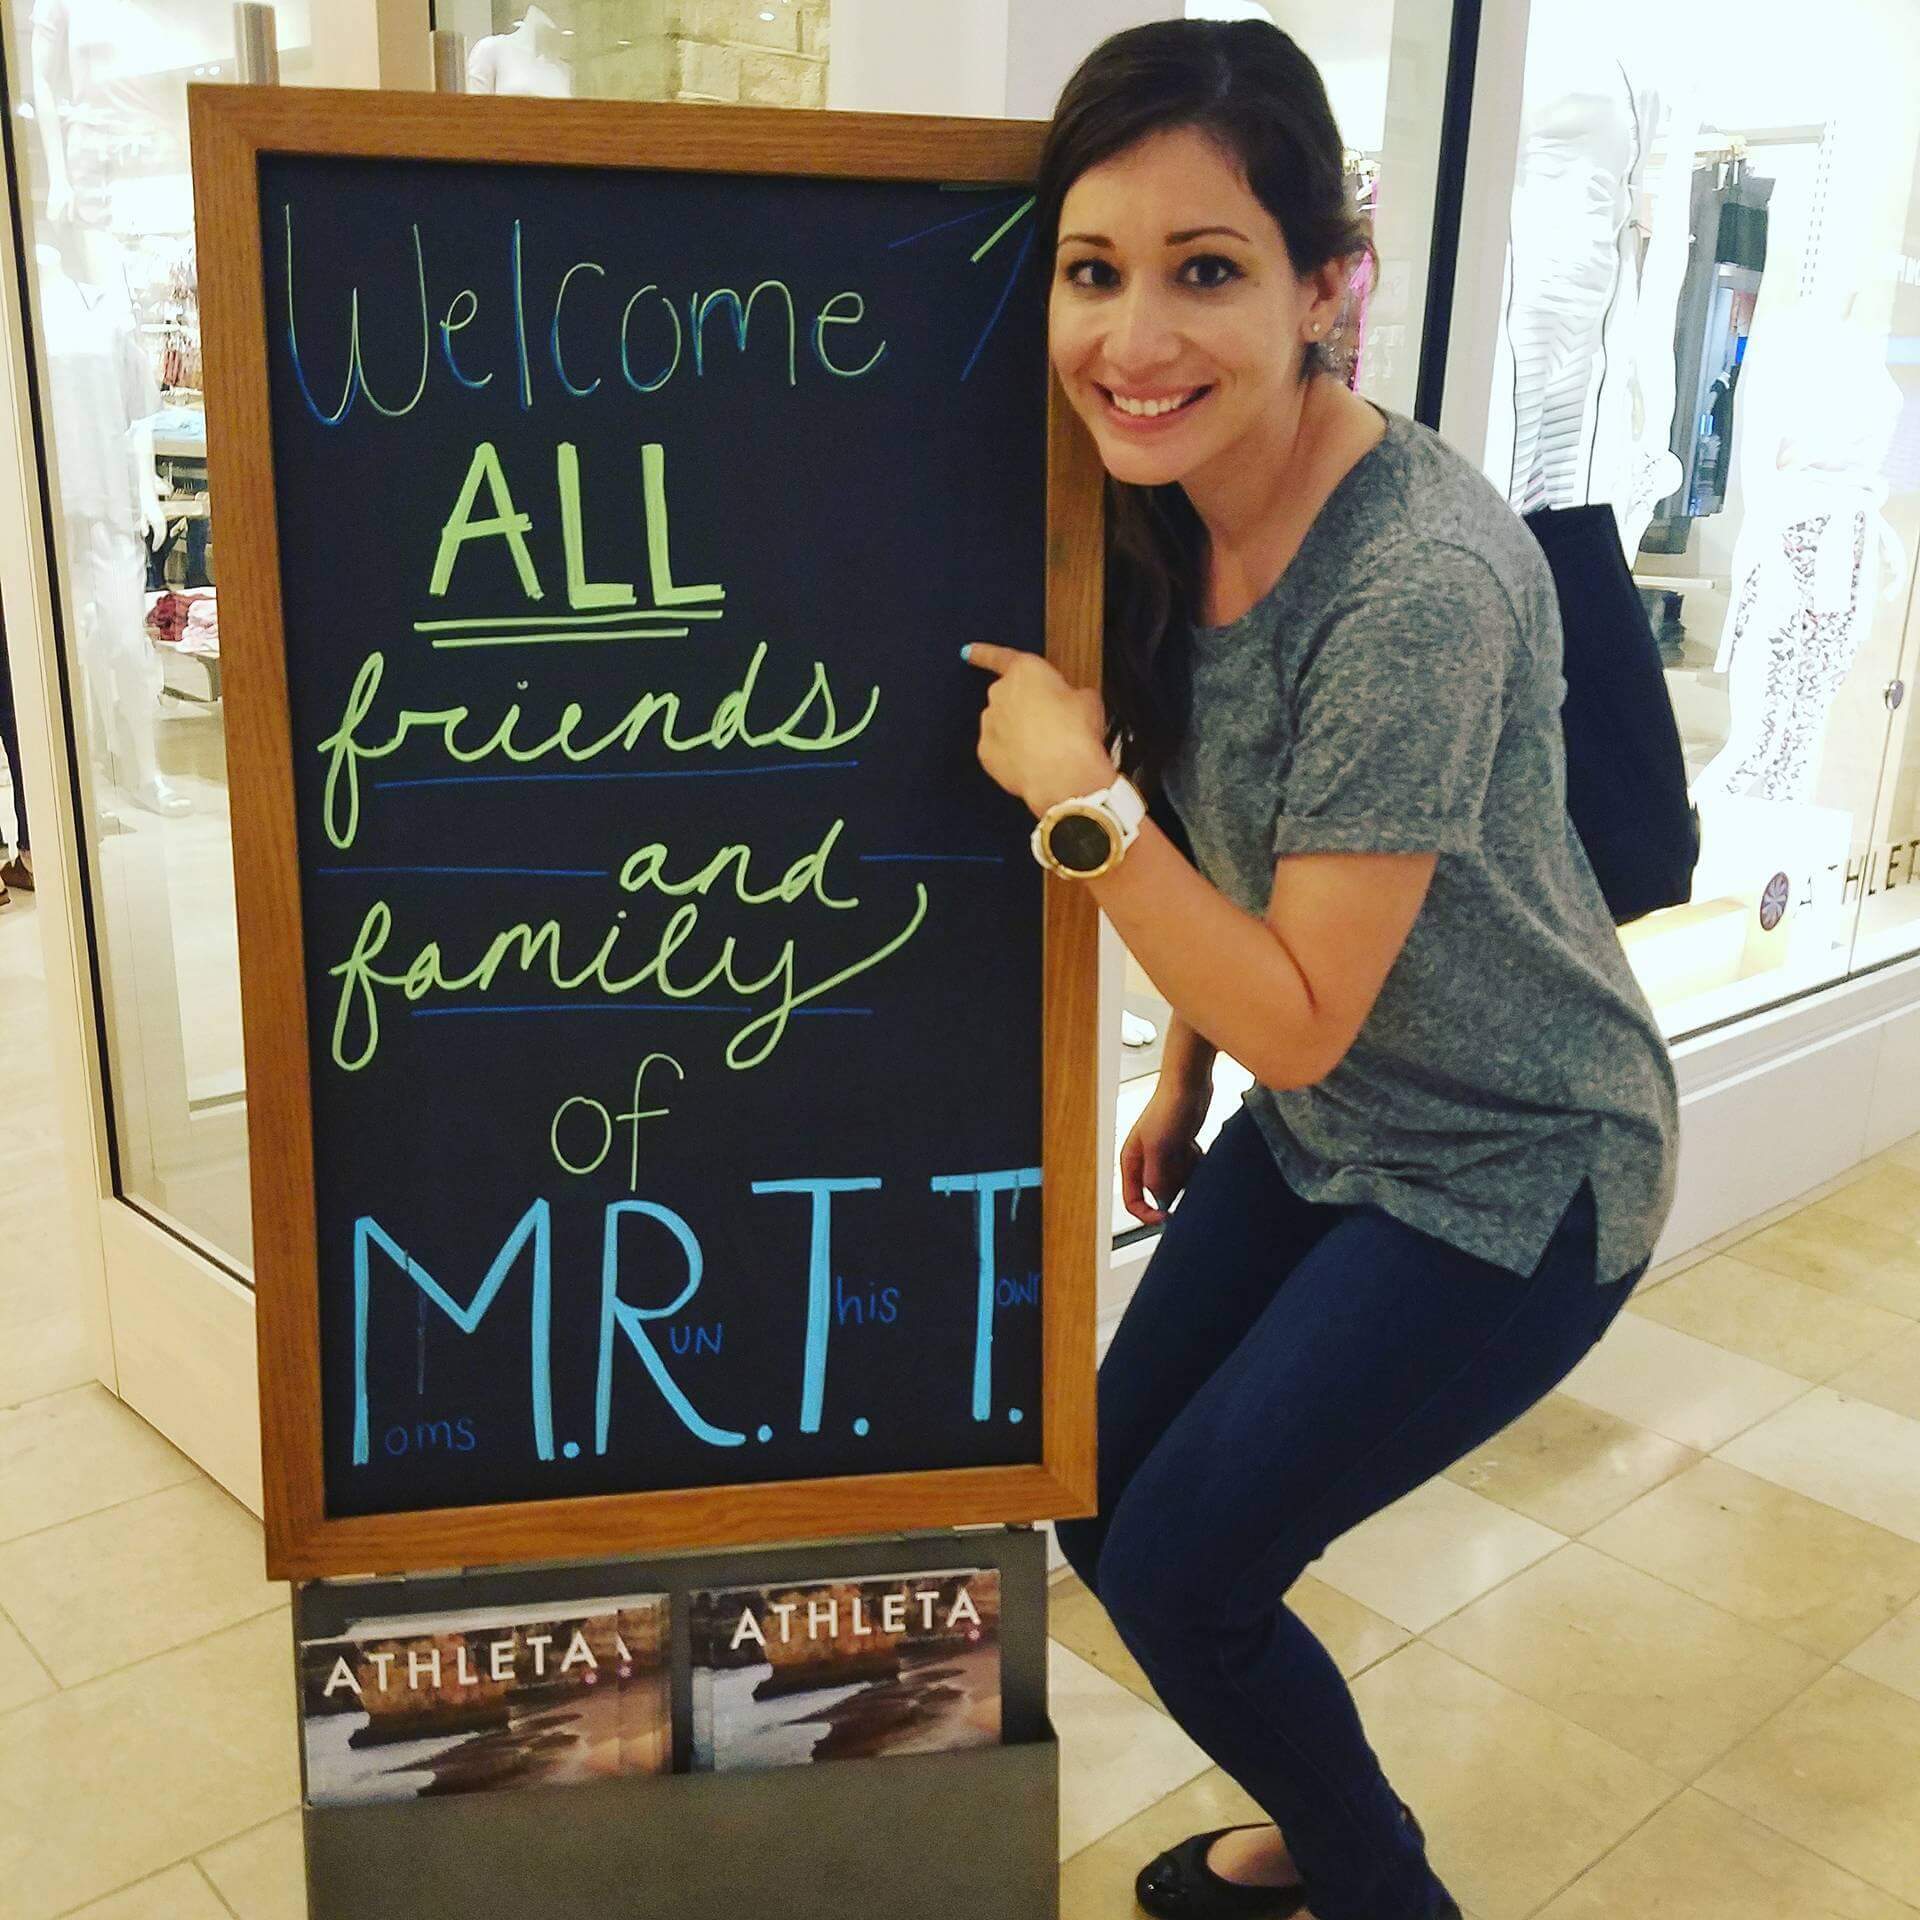 Welcome
ALL
friends
and
family
of
M.R.T.T.
oms un his own
ATHLETA
ATHLETA
ATHLETA